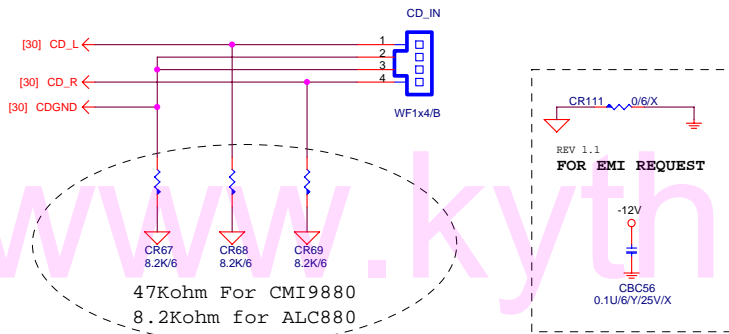 CD_IN
[30] CD_L
1
2
3
[30] CD_R
4
[30] CDGND
WF1x4/B
CR111
0/6/X
REV 1.1
FOR EMI REQUEST
-12V
CR67
8.2K/6
CR68
8.2K/6
CR69
8.2K/6
47Kohm For CMI9880
8.2Kohm for ALC880
CBC56
0.1U/6/Y/25V/X
www.kyth